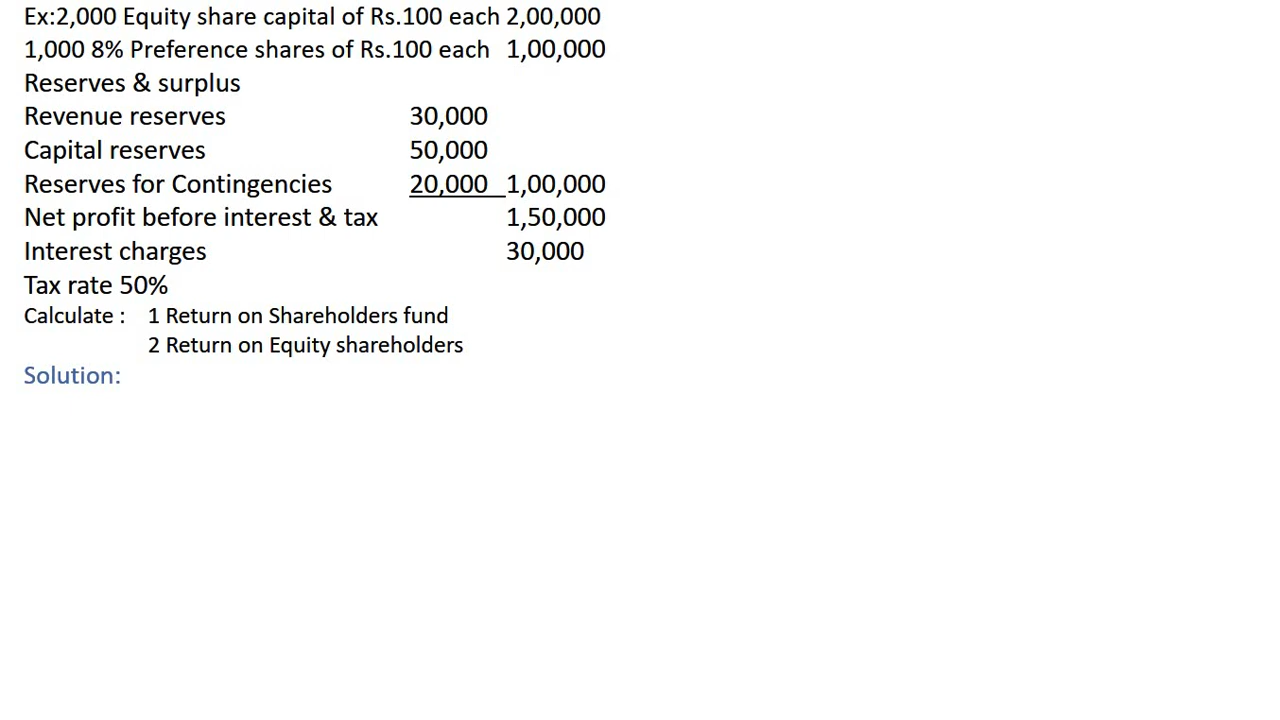 Ex:2,000 Equity share capital of Rs.100 each 2,00,000
1,000 8% Preference shares of Rs.100 each 1,00,000
Reserves & surplus
Revenue reserves 30,000
Capital reserves 50,000
Reserves for Contingencies 20,000 1,00,000
Net profit before interest & tax 1,50,000
Interest charges 30,000
Tax rate 50%
Calculate : 1 Return on Shareholders fund
2 Return on Equity shareholders
Solution: